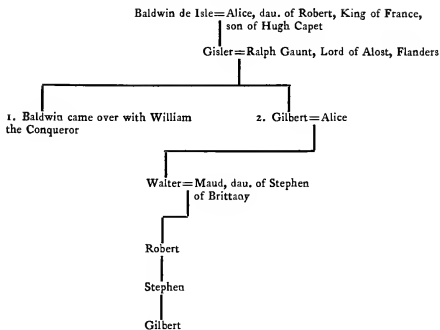 Baldwin de Isle=Alice, dau. of Robert, King of France,
son of Hugh Capet
Gisler=Ralph Gaunt, Lord of Alost, Flanders
1. Baldwin came over with William
the Conqueror
2. Gilbert=Alice
Walter=Maud, dau. of Stephen
of Brittany
Robert
Stephen
Gilbert